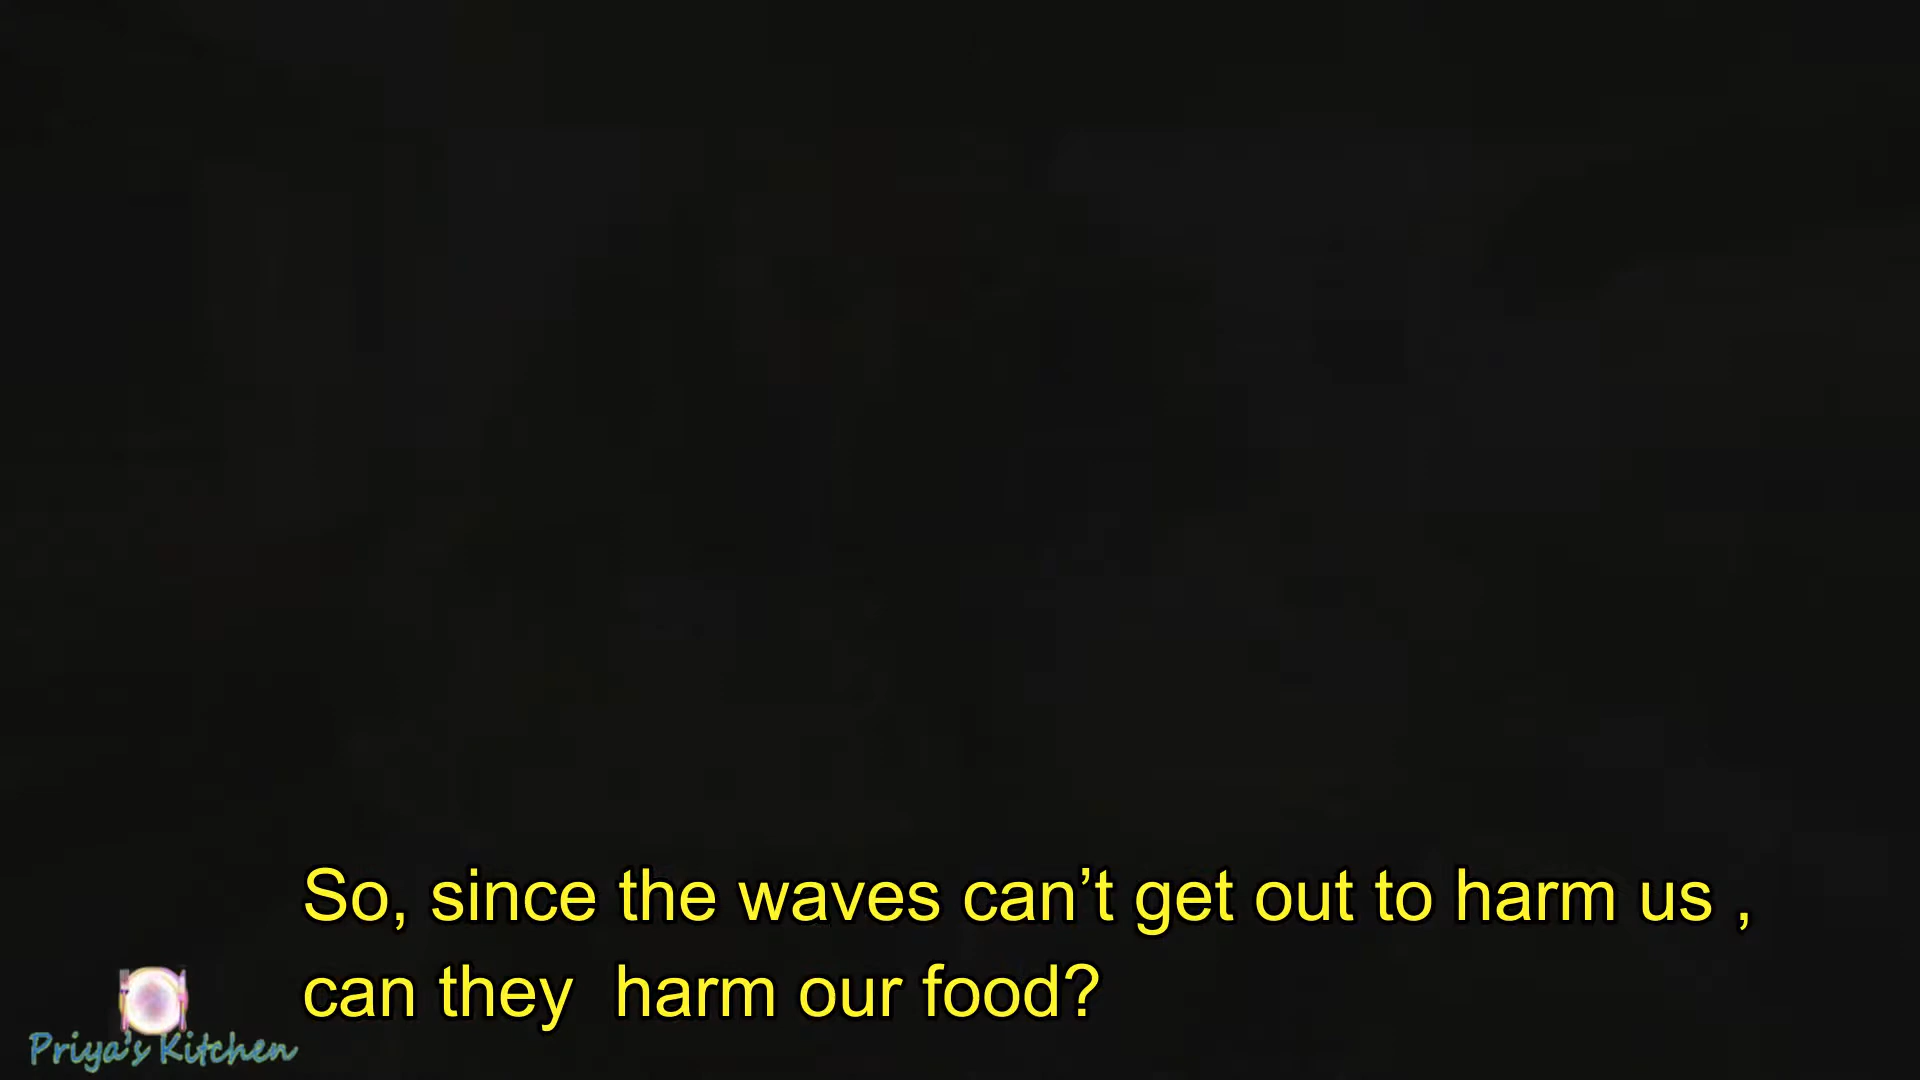 So, since the waves can’t get out to harm us ,
can they  harm our food?
Priya's Kitchen